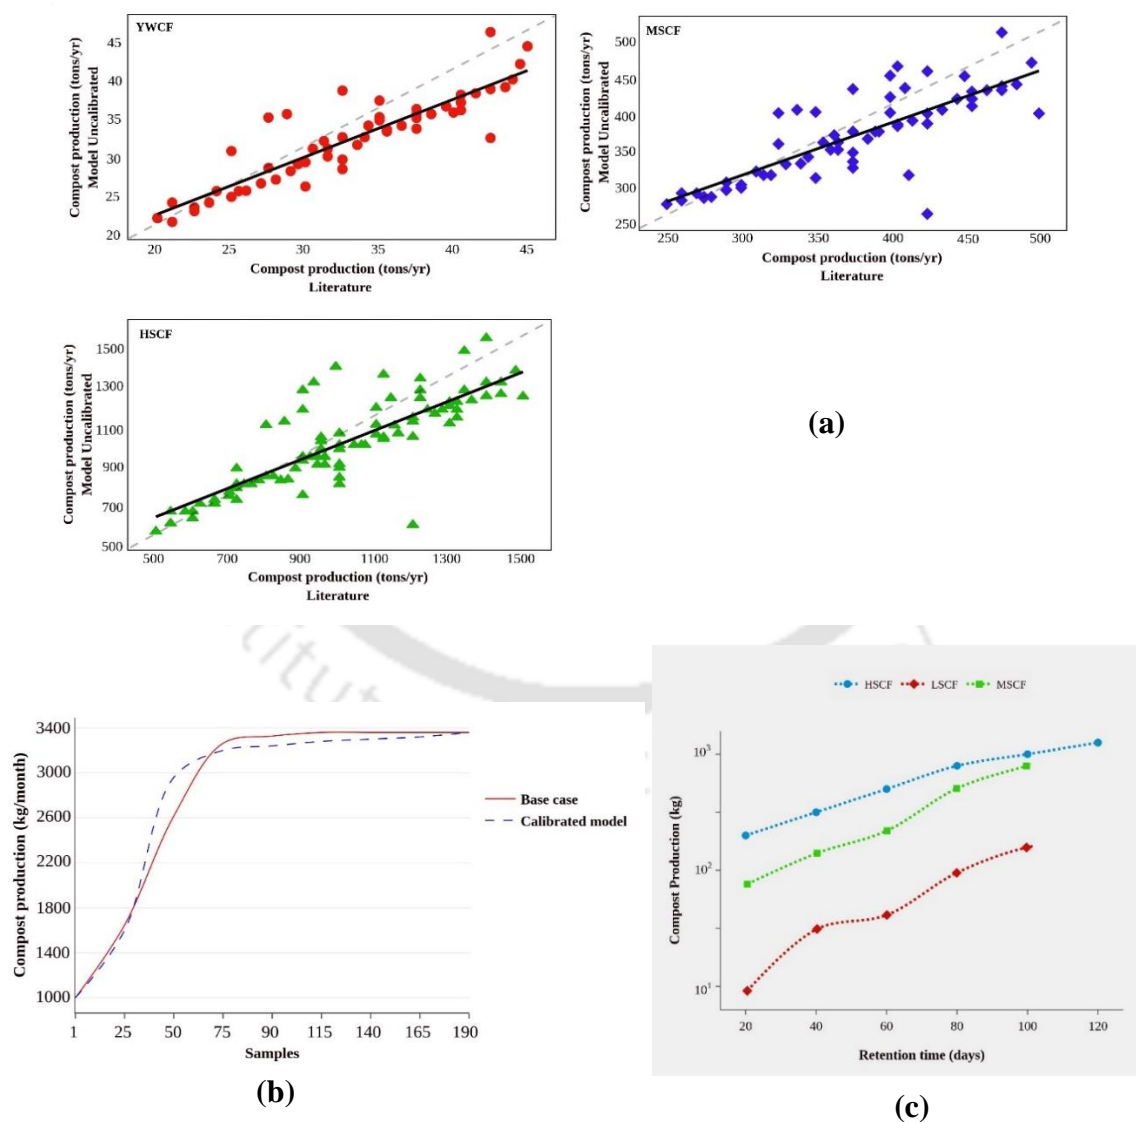 YWCF
Compost production (tons/yr)
Model Uncalibrated
45
40
35
30
25
20
20 25 30 35 40 45
Compost production (tons/yr)
Literature
MSCF
Compost production (tons/yr)
Model Uncalibrated
500
450
400
350
300
250
250 300 350 400 450 500
Compost production (tons/yr)
Literature
HSCF
Compost production (tons/yr)
Model Uncalibrated
1500
1300
1100
900
700
500
500 700 900 1100 1300 1500
Compost production (tons/yr)
Literature
(a)
Compost production (kg/month)
3400
3000
2600
2200
1800
1400
1000
1 25 50 75 90 115 140 165 190
Samples
Base case
Calibrated model
(b)
HSCF LSCF MSCF
Compost Production (kg)
10³
10²
10¹
20 40 60 80 100 120
Retention time (days)
(c)